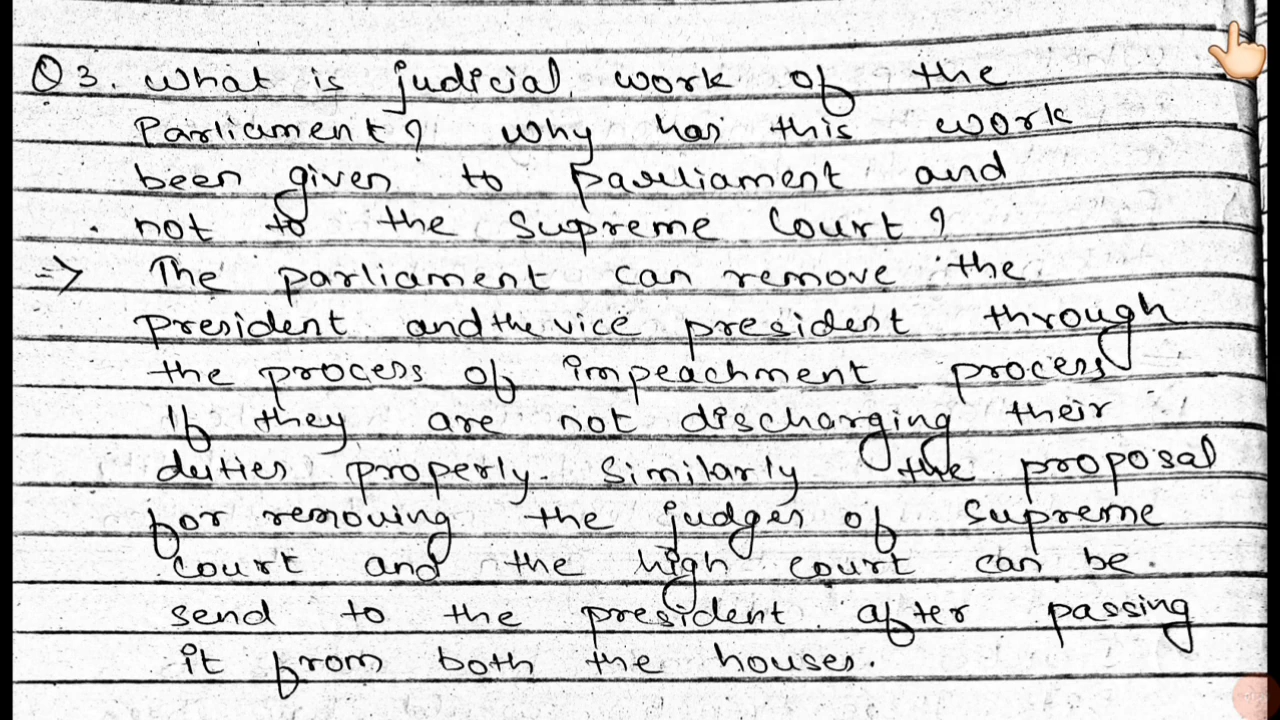 Q3. What is judicial work of the
Parliament? Why has this work
been given to Parliament and
not to the Supreme Court?
=> The parliament can remove the
president and the vice president through
the process of impeachment process
If they are not discharging their
duties properly. Similarly the proposal
for removing the judges of Supreme
Court and the high court can be
send to the president after passing
it from both the houses.